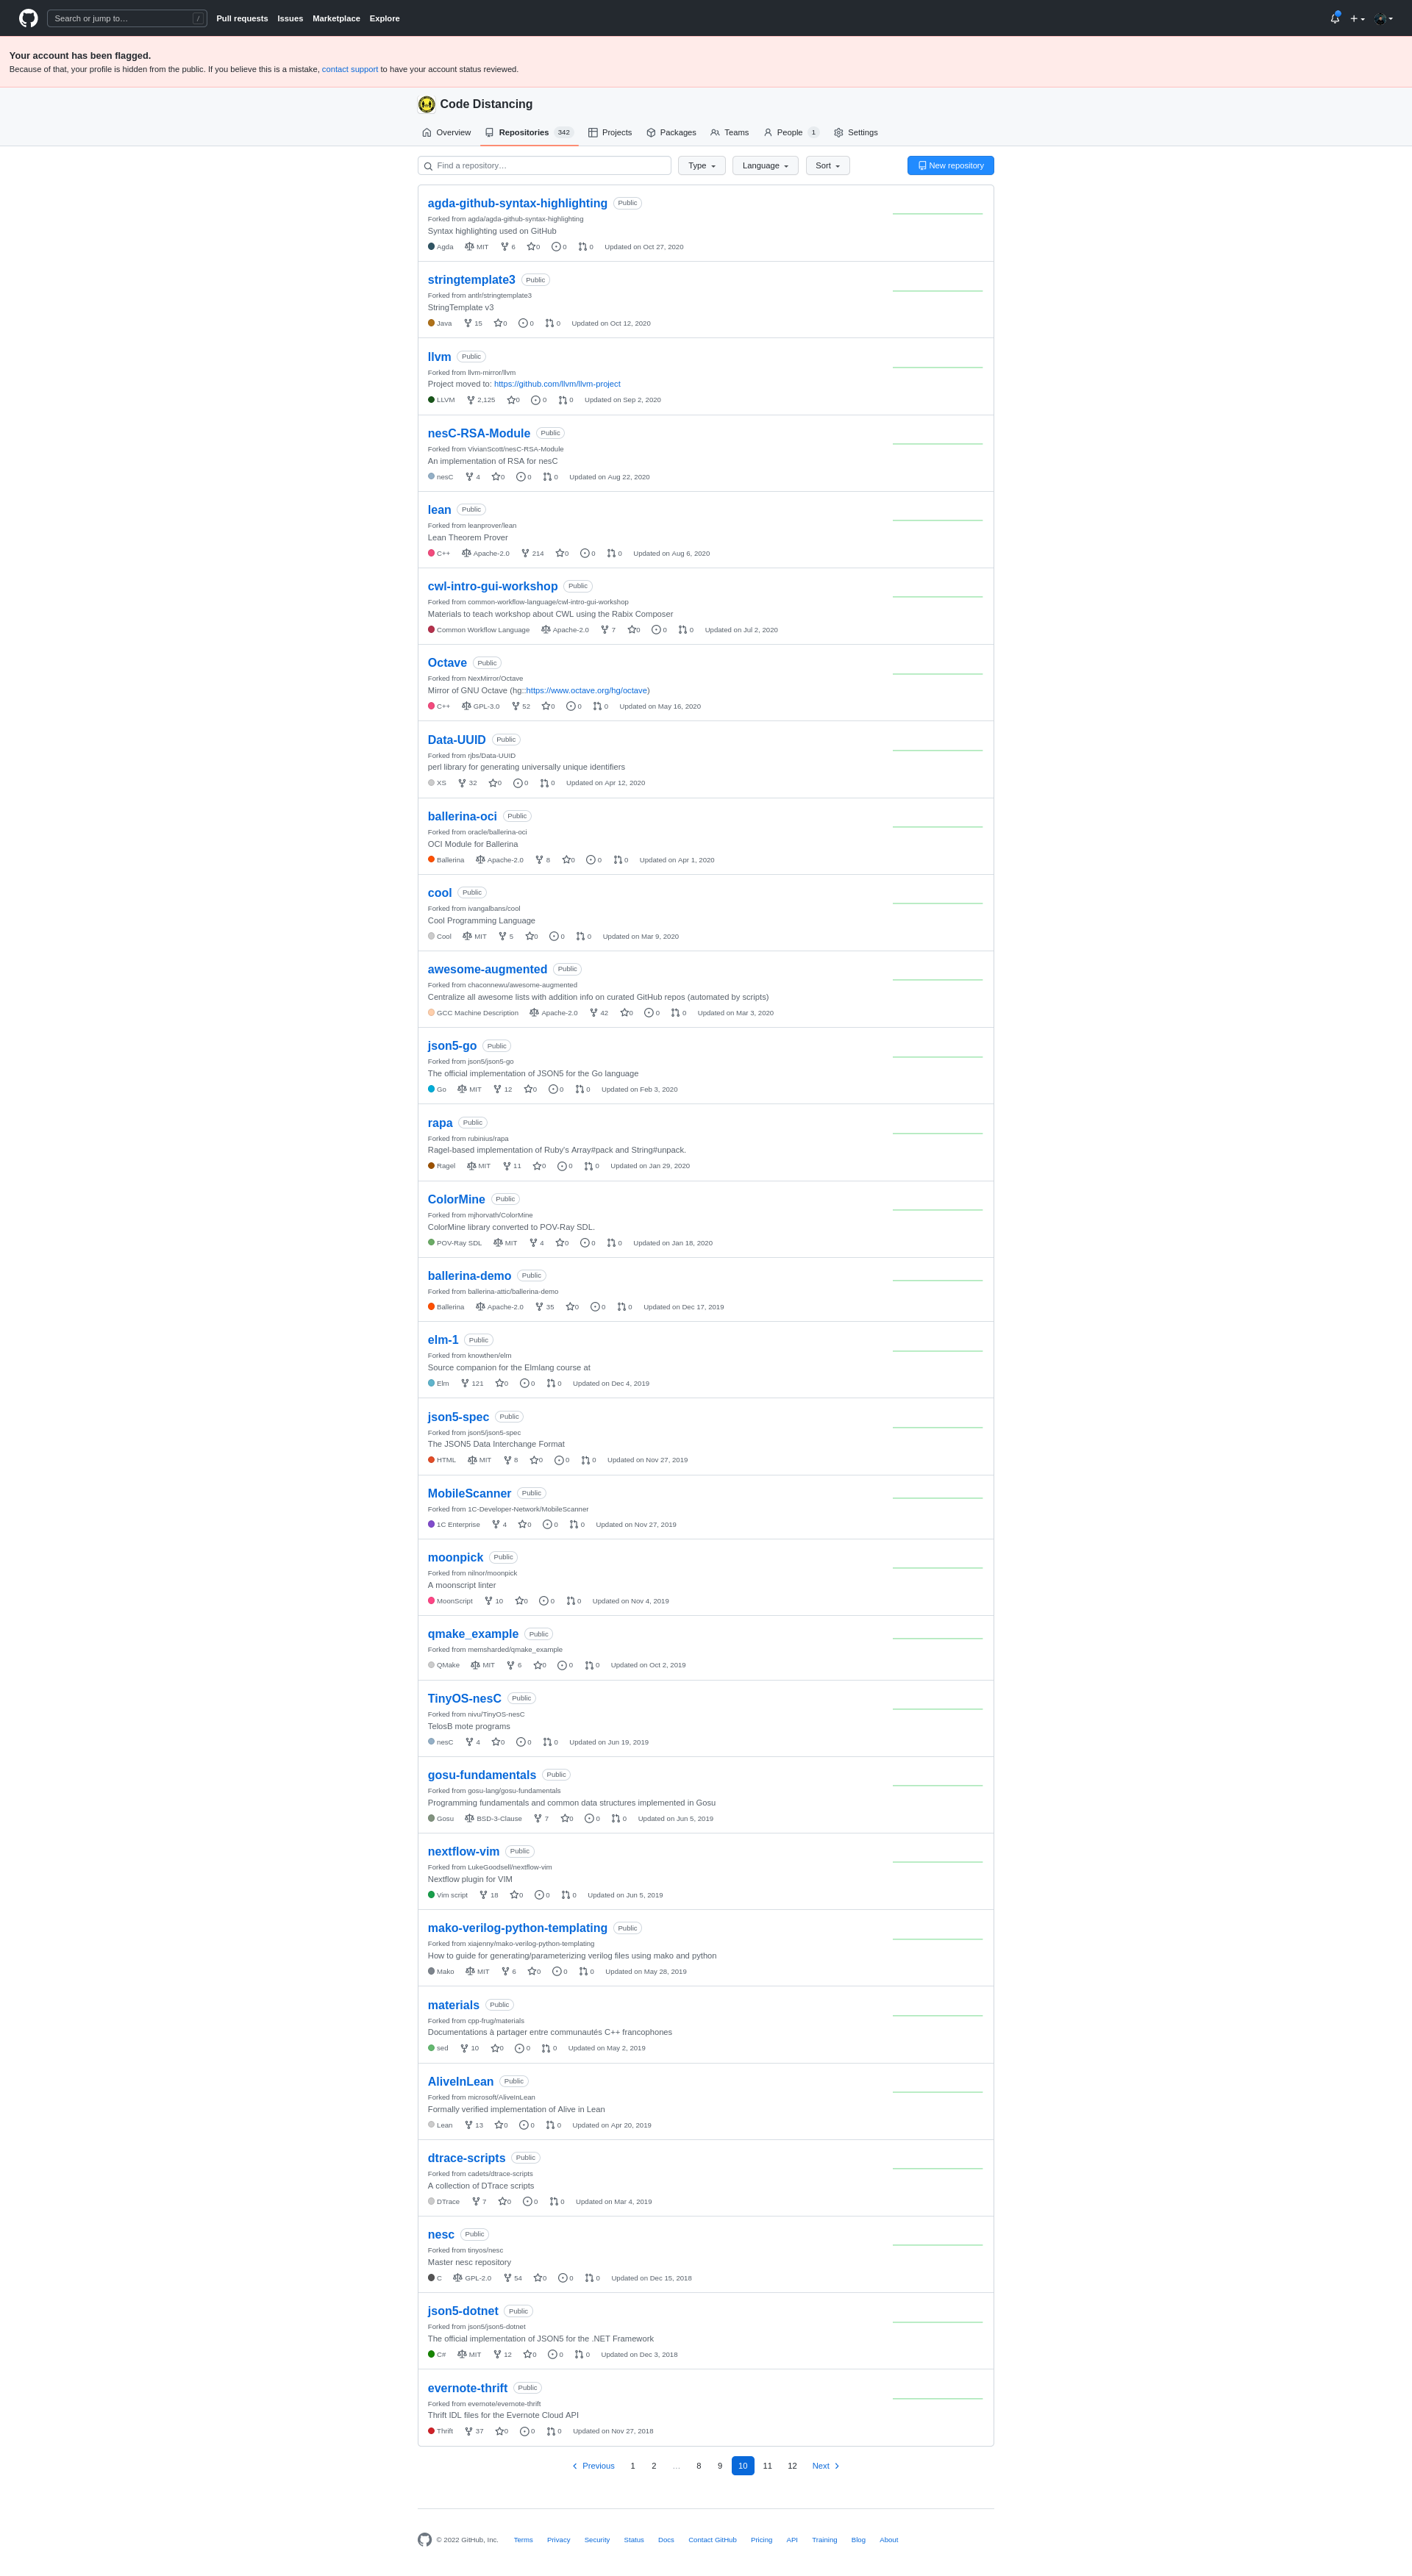 Search or jump to… /
Pull requests Issues Marketplace Explore
Your account has been flagged.
Because of that, your profile is hidden from the public. If you believe this is a mistake, contact support to have your account status reviewed.
Code Distancing
Overview Repositories 342 Projects Packages Teams People 1 Settings
Find a repository… Type Language Sort New repository
agda-github-syntax-highlighting Public
Forked from agda/agda-github-syntax-highlighting
Syntax highlighting used on GitHub
Agda MIT 6 0 0 0 Updated on Oct 27, 2020
stringtemplate3 Public
Forked from antlr/stringtemplate3
StringTemplate v3
Java 15 0 0 0 Updated on Oct 12, 2020
llvm Public
Forked from llvm-mirror/llvm
Project moved to: https://github.com/llvm/llvm-project
LLVM 2,125 0 0 0 Updated on Sep 2, 2020
nesC-RSA-Module Public
Forked from VivianScott/nesC-RSA-Module
An implementation of RSA for nesC
nesC 4 0 0 0 Updated on Aug 22, 2020
lean Public
Forked from leanprover/lean
Lean Theorem Prover
C++ Apache-2.0 214 0 0 0 Updated on Aug 6, 2020
cwl-intro-gui-workshop Public
Forked from common-workflow-language/cwl-intro-gui-workshop
Materials to teach workshop about CWL using the Rabix Composer
Common Workflow Language Apache-2.0 7 0 0 0 Updated on Jul 2, 2020
Octave Public
Forked from NexMirror/Octave
Mirror of GNU Octave (hg::https://www.octave.org/hg/octave)
C++ GPL-3.0 52 0 0 0 Updated on May 16, 2020
Data-UUID Public
Forked from rjbs/Data-UUID
perl library for generating universally unique identifiers
XS 32 0 0 0 Updated on Apr 12, 2020
ballerina-oci Public
Forked from oracle/ballerina-oci
OCI Module for Ballerina
Ballerina Apache-2.0 8 0 0 0 Updated on Apr 1, 2020
cool Public
Forked from ivangalbans/cool
Cool Programming Language
Cool MIT 5 0 0 0 Updated on Mar 9, 2020
awesome-augmented Public
Forked from chaconnewu/awesome-augmented
Centralize all awesome lists with addition info on curated GitHub repos (automated by scripts)
GCC Machine Description Apache-2.0 42 0 0 0 Updated on Mar 3, 2020
json5-go Public
Forked from json5/json5-go
The official implementation of JSON5 for the Go language
Go MIT 12 0 0 0 Updated on Feb 3, 2020
rapa Public
Forked from rubinius/rapa
Ragel-based implementation of Ruby's Array#pack and String#unpack.
Ragel MIT 11 0 0 0 Updated on Jan 29, 2020
ColorMine Public
Forked from mjhorvath/ColorMine
ColorMine library converted to POV-Ray SDL.
POV-Ray SDL MIT 4 0 0 0 Updated on Jan 18, 2020
ballerina-demo Public
Forked from ballerina-attic/ballerina-demo
Ballerina Apache-2.0 35 0 0 0 Updated on Dec 17, 2019
elm-1 Public
Forked from knowthen/elm
Source companion for the Elmlang course at
Elm 121 0 0 0 Updated on Dec 4, 2019
json5-spec Public
Forked from json5/json5-spec
The JSON5 Data Interchange Format
HTML MIT 8 0 0 0 Updated on Nov 27, 2019
MobileScanner Public
Forked from 1C-Developer-Network/MobileScanner
1C Enterprise 4 0 0 0 Updated on Nov 27, 2019
moonpick Public
Forked from nilnor/moonpick
A moonscript linter
MoonScript 10 0 0 0 Updated on Nov 4, 2019
qmake_example Public
Forked from memsharded/qmake_example
QMake MIT 6 0 0 0 Updated on Oct 2, 2019
TinyOS-nesC Public
Forked from nivu/TinyOS-nesC
TelosB mote programs
nesC 4 0 0 0 Updated on Jun 19, 2019
gosu-fundamentals Public
Forked from gosu-lang/gosu-fundamentals
Programming fundamentals and common data structures implemented in Gosu
Gosu BSD-3-Clause 7 0 0 0 Updated on Jun 5, 2019
nextflow-vim Public
Forked from LukeGoodsell/nextflow-vim
Nextflow plugin for VIM
Vim script 18 0 0 0 Updated on Jun 5, 2019
mako-verilog-python-templating Public
Forked from xiajenny/mako-verilog-python-templating
How to guide for generating/parameterizing verilog files using mako and python
Mako MIT 6 0 0 0 Updated on May 28, 2019
materials Public
Forked from cpp-frug/materials
Documentations à partager entre communautés C++ francophones
sed 10 0 0 0 Updated on May 2, 2019
AliveInLean Public
Forked from microsoft/AliveInLean
Formally verified implementation of Alive in Lean
Lean 13 0 0 0 Updated on Apr 20, 2019
dtrace-scripts Public
Forked from cadets/dtrace-scripts
A collection of DTrace scripts
DTrace 7 0 0 0 Updated on Mar 4, 2019
nesc Public
Forked from tinyos/nesc
Master nesc repository
C GPL-2.0 54 0 0 0 Updated on Dec 15, 2018
json5-dotnet Public
Forked from json5/json5-dotnet
The official implementation of JSON5 for the .NET Framework
C# MIT 12 0 0 0 Updated on Dec 3, 2018
evernote-thrift Public
Forked from evernote/evernote-thrift
Thrift IDL files for the Evernote Cloud API
Thrift 37 0 0 0 Updated on Nov 27, 2018
Previous 1 2 … 8 9 10 11 12 Next
© 2022 GitHub, Inc. Terms Privacy Security Status Docs Contact GitHub Pricing API Training Blog About